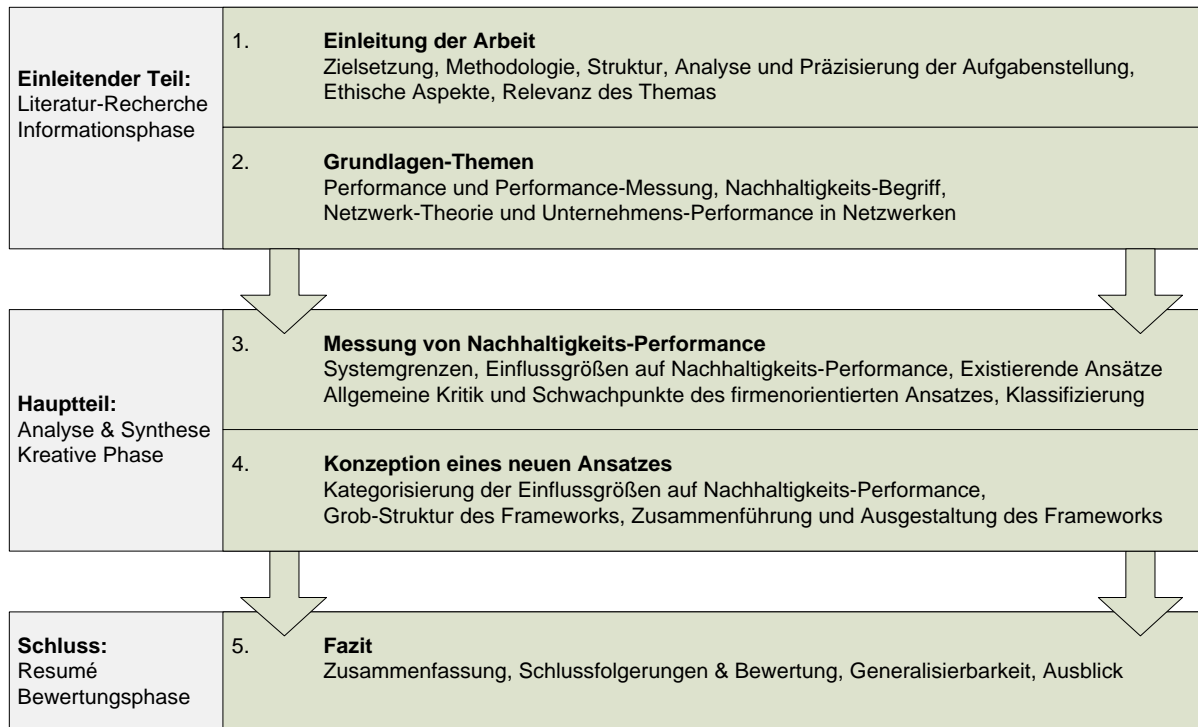 Einleitender Teil:
Literatur-Recherche
Informationsphase
1. Einleitung der Arbeit
Zielsetzung, Methodologie, Struktur, Analyse und Präzisierung der Aufgabenstellung,
Ethische Aspekte, Relevanz des Themas
2. Grundlagen-Themen
Performance und Performance-Messung, Nachhaltigkeits-Begriff,
Netzwerk-Theorie und Unternehmens-Performance in Netzwerken
Hauptteil:
Analyse & Synthese
Kreative Phase
3. Messung von Nachhaltigkeits-Performance
Systemgrenzen, Einflussgrößen auf Nachhaltigkeits-Performance, Existierende Ansätze
Allgemeine Kritik und Schwachpunkte des firmenorientierten Ansatzes, Klassifizierung
4. Konzeption eines neuen Ansatzes
Kategorisierung der Einflussgrößen auf Nachhaltigkeits-Performance,
Grob-Struktur des Frameworks, Zusammenführung und Ausgestaltung des Frameworks
Schluss:
Resumé
Bewertungsphase
5. Fazit
Zusammenfassung, Schlussfolgerungen & Bewertung, Generalisierbarkeit, Ausblick